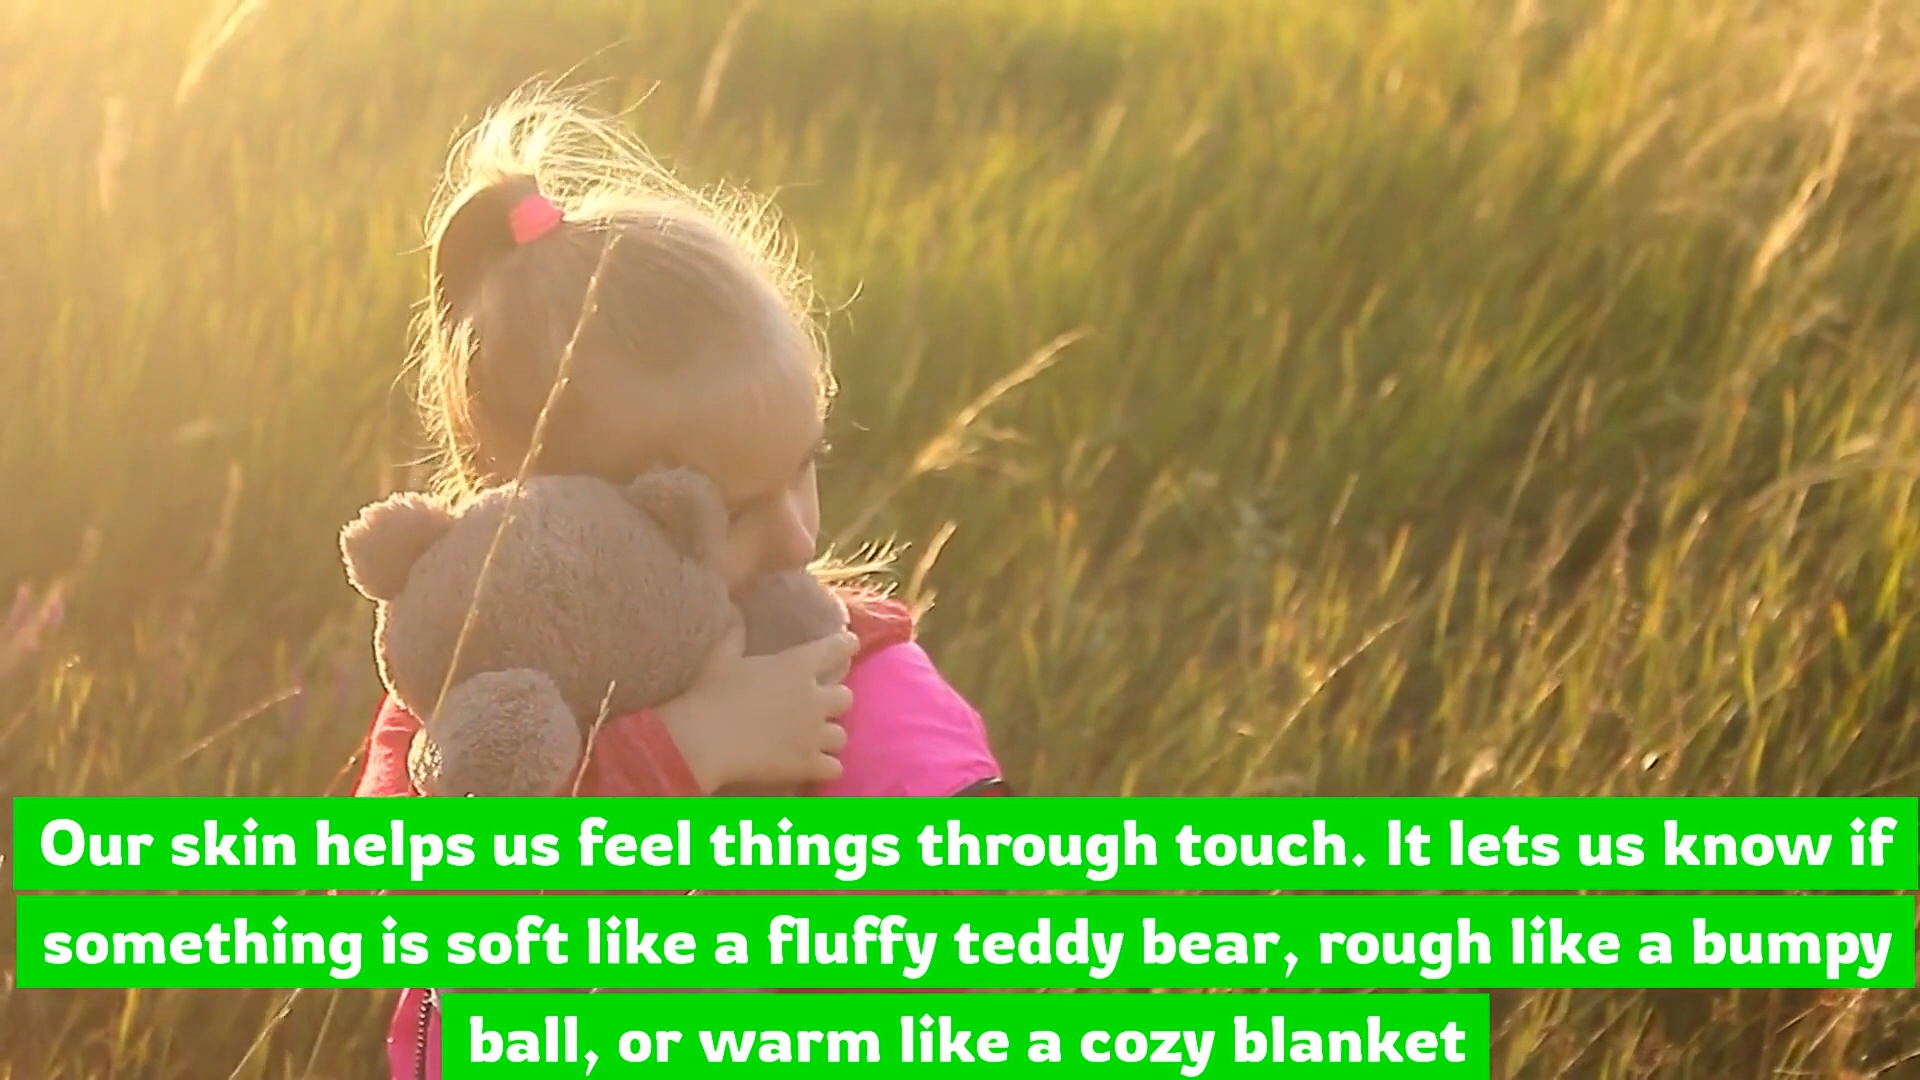 Our skin helps us feel things through touch. It lets us know if
something is soft like a fluffy teddy bear, rough like a bumpy
ball, or warm like a cozy blanket